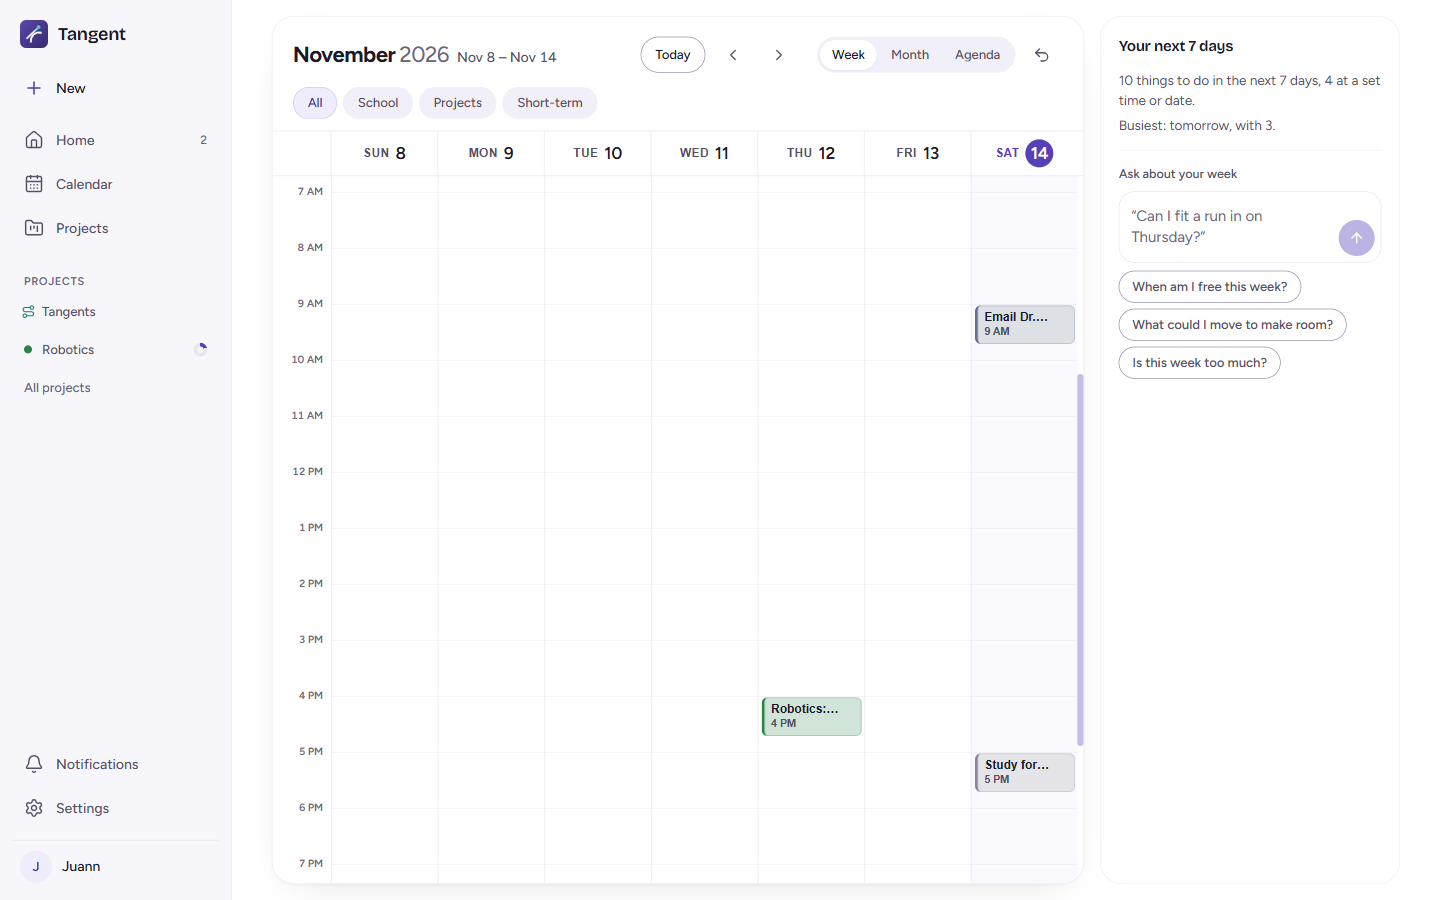 Tangent
New
Home 2
Calendar
Projects
PROJECTS
Tangents
Robotics
All projects
Notifications
Settings
J Juann
November 2026 Nov 8 – Nov 14
Today
Week Month Agenda
All School Projects Short-term
SUN 8 MON 9 TUE 10 WED 11 THU 12 FRI 13 SAT 14
7 AM
8 AM
9 AM
10 AM
11 AM
12 PM
1 PM
2 PM
3 PM
4 PM
5 PM
6 PM
7 PM
Email Dr....
9 AM
Robotics:...
4 PM
Study for...
5 PM
Your next 7 days
10 things to do in the next 7 days, 4 at a set
time or date.
Busiest: tomorrow, with 3.
Ask about your week
“Can I fit a run in on
Thursday?”
When am I free this week?
What could I move to make room?
Is this week too much?